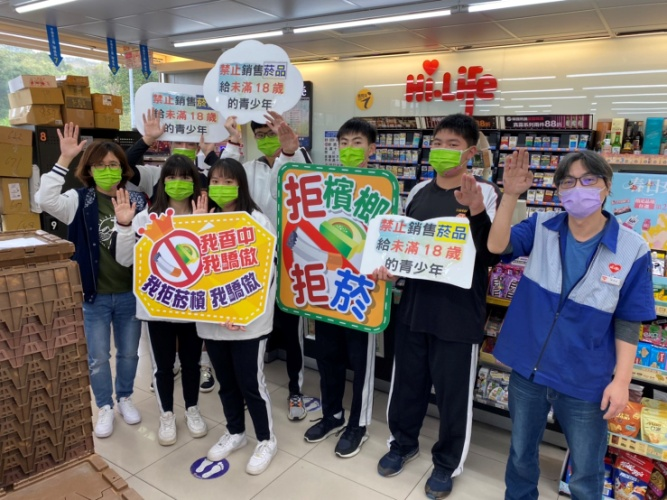 禁止銷售菸品
給未滿18歲
的青少年
禁止銷售菸品
給未滿18歲
的青少年
Hi-Life
我香中
我驕傲
我拒菸檳 我驕傲
拒檳榔
拒菸
禁止銷售菸品
給未滿18歲
的青少年